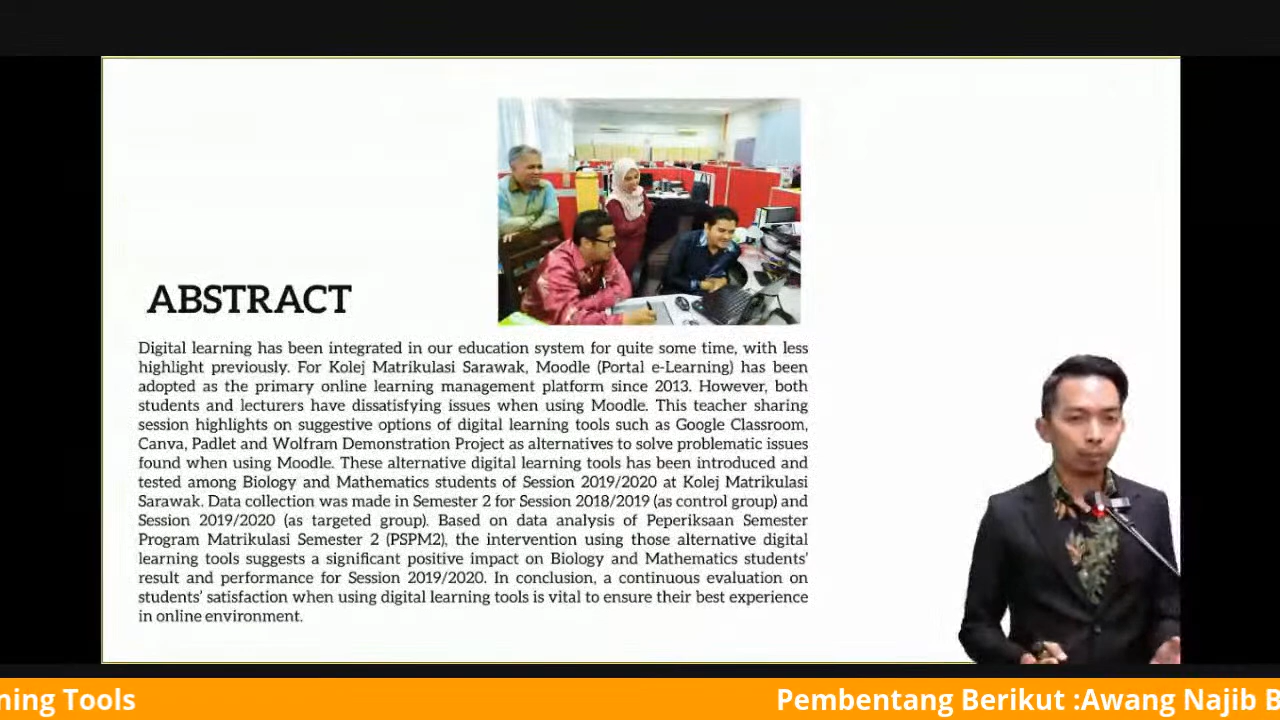 ABSTRACT
Digital learning has been integrated in our education system for quite some time, with less
highlight previously. For Kolej Matrikulasi Sarawak, Moodle (Portal e-Learning) has been
adopted as the primary online learning management platform since 2013. However, both
students and lecturers have dissatisfying issues when using Moodle. This teacher sharing
session highlights on suggestive options of digital learning tools such as Google Classroom,
Canva, Padlet and Wolfram Demonstration Project as alternatives to solve problematic issues
found when using Moodle. These alternative digital learning tools has been introduced and
tested among Biology and Mathematics students of Session 2019/2020 at Kolej Matrikulasi
Sarawak. Data collection was made in Semester 2 for Session 2018/2019 (as control group) and
Session 2019/2020 (as targeted group). Based on data analysis of Peperiksaan Semester
Program Matrikulasi Semester 2 (PSPM2), the intervention using those alternative digital
learning tools suggests a significant positive impact on Biology and Mathematics students'
result and performance for Session 2019/2020. In conclusion, a continuous evaluation on
students' satisfaction when using digital learning tools is vital to ensure their best experience
in online environment.
ning Tools Pembentang Berikut :Awang Najib B